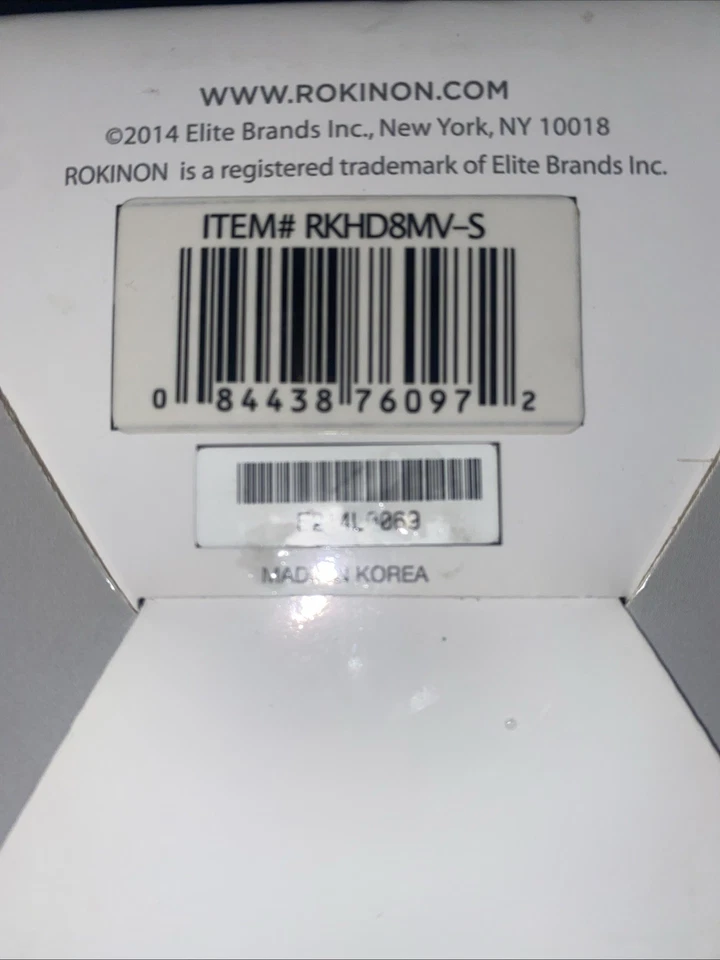 WWW.ROKINON.COM
©2014 Elite Brands Inc., New York, NY 10018
ROKINON is a registered trademark of Elite Brands Inc.
ITEM# RKHD8MV-S
0 84438 76097 2
KOREA